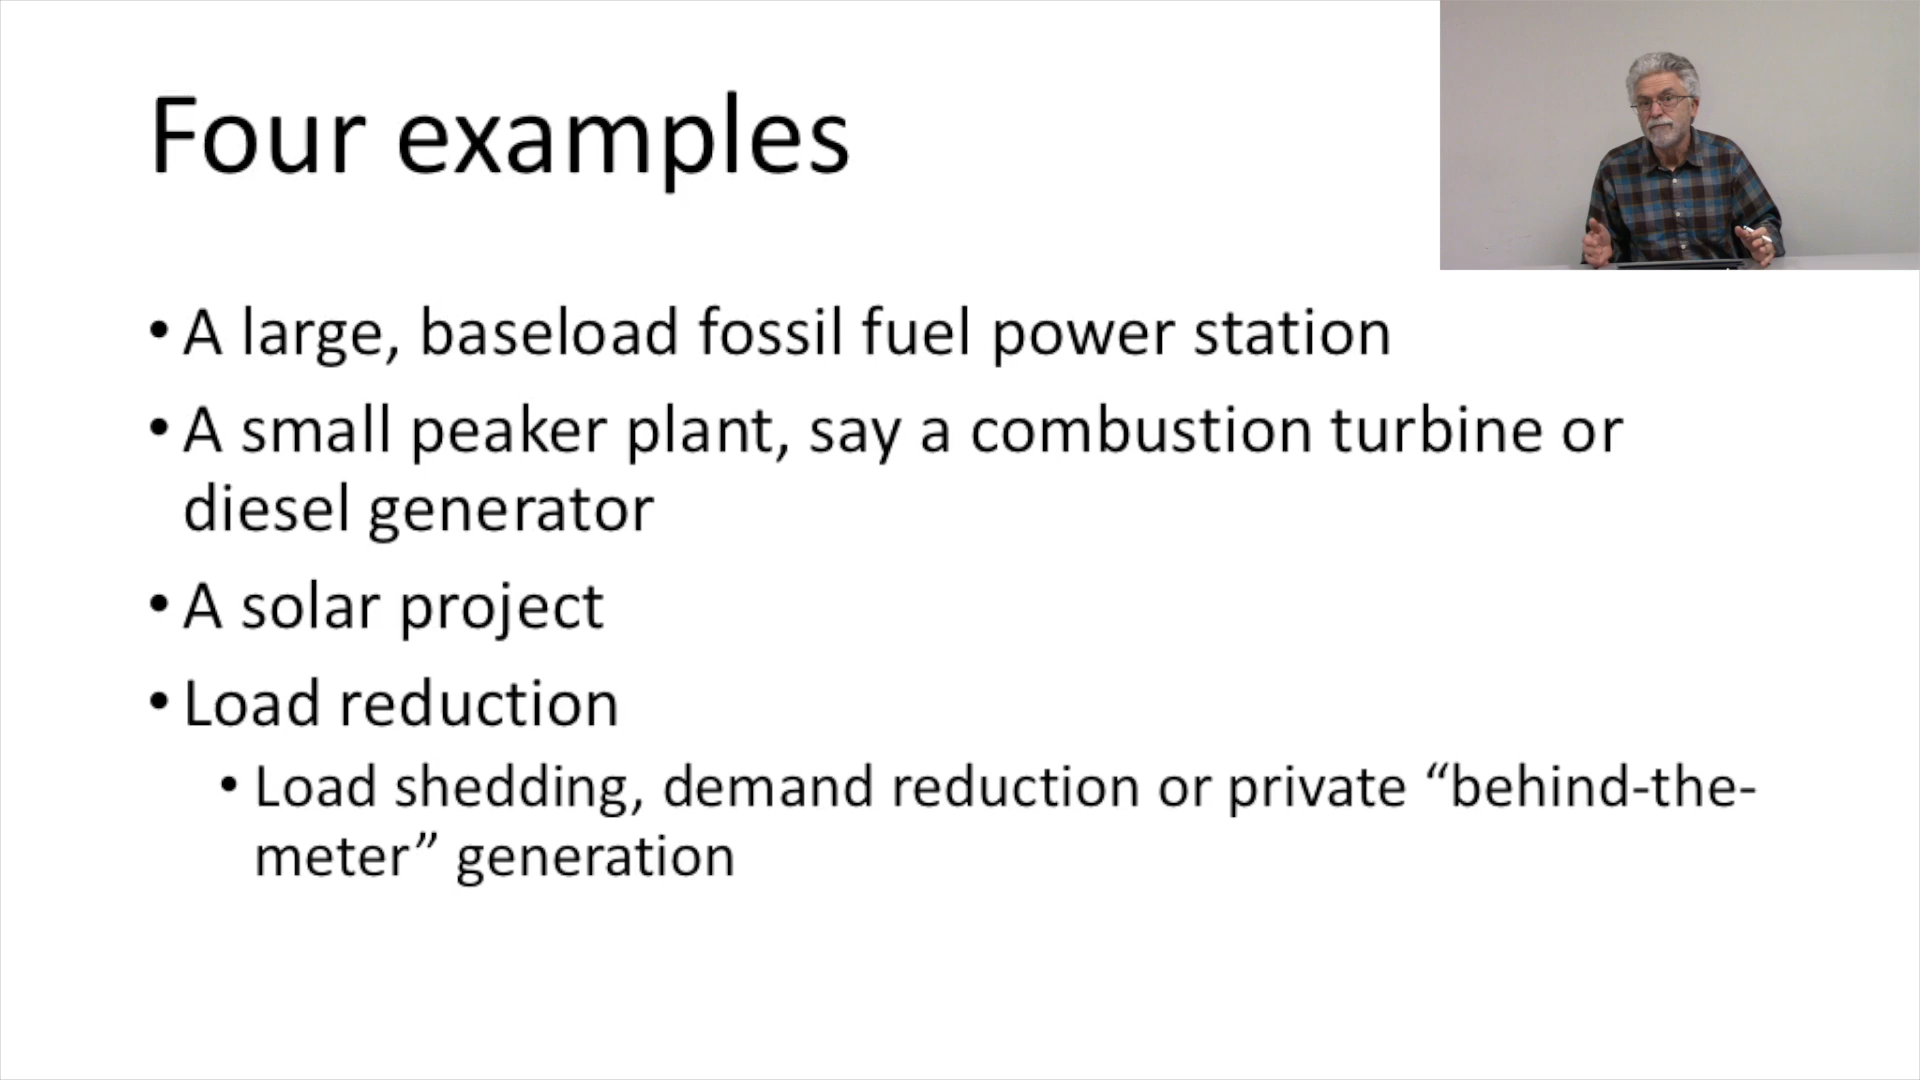 Four examples
• A large, baseload fossil fuel power station
• A small peaker plant, say a combustion turbine or
diesel generator
• A solar project
• Load reduction
• Load shedding, demand reduction or private “behind-the-
meter” generation